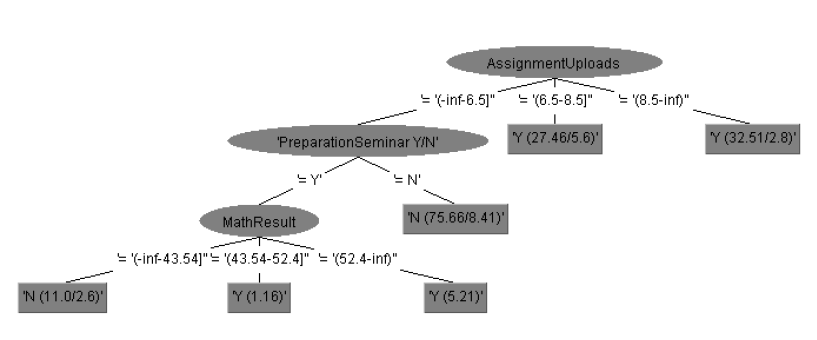 AssignmentUploads
'= '(-inf-6.5]'' '= '(6.5-8.5]'' '= '(8.5-inf)''
'PreparationSeminar Y/N' 'Y (27.46/5.6)' 'Y (32.51/2.8)'
'= Y' '= N'
MathResult 'N (75.66/8.41)'
'= '(-inf-43.54]'' '= '(43.54-52.4]'' '= '(52.4-inf)''
'N (11.0/2.6)' 'Y (1.16)' 'Y (5.21)'